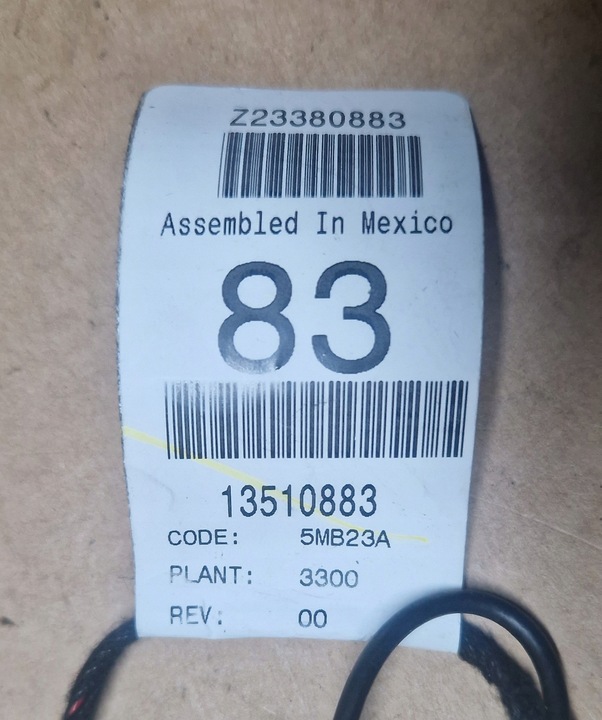 Z23380883
Assembled In Mexico
83
13510883
CODE: 5MB23A
PLANT: 3300
REV: 00